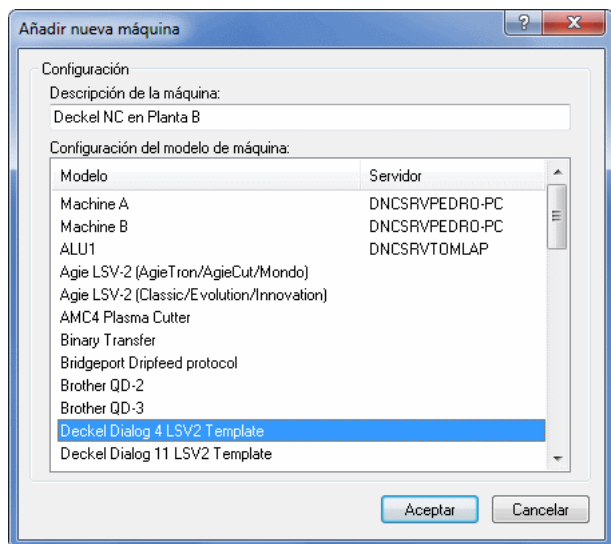 Añadir nueva máquina
Configuración
Descripción de la máquina:
Deckel NC en Planta B
Configuración del modelo de máquina:
Modelo Servidor
Machine A DNCSRVPEDRO-PC
Machine B DNCSRVPEDRO-PC
ALU1 DNCSRVTOMLAP
Agie LSV-2 (AgieTron/AgieCut/Mondo)
Agie LSV-2 (Classic/Evolution/Innovation)
AMC4 Plasma Cutter
Binary Transfer
Bridgeport Dripfeed protocol
Brother QD-2
Brother QD-3
Deckel Dialog 4 LSV2 Template
Deckel Dialog 11 LSV2 Template
Aceptar Cancelar